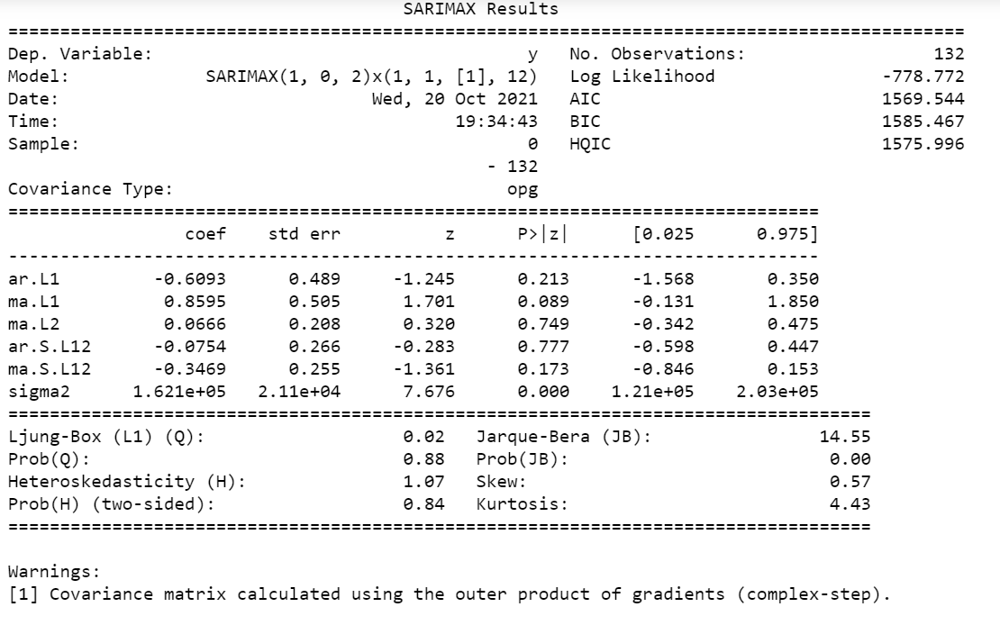 SARIMAX Results
==============================================================================================
Dep. Variable:                                  y   No. Observations:                  132
Model:             SARIMAX(1, 0, 2)x(1, 1, [1], 12)   Log Likelihood                -778.772
Date:                            Wed, 20 Oct 2021   AIC                           1569.544
Time:                                    19:34:43   BIC                           1585.467
Sample:                                         0   HQIC                          1575.996
- 132
Covariance Type:                              opg
==============================================================================
coef    std err          z      P>|z|      [0.025      0.975]
------------------------------------------------------------------------------
ar.L1         -0.6093      0.489     -1.245      0.213      -1.568       0.350
ma.L1          0.8595      0.505      1.701      0.089      -0.131       1.850
ma.L2          0.0666      0.208      0.320      0.749      -0.342       0.475
ar.S.L12      -0.0754      0.266     -0.283      0.777      -0.598       0.447
ma.S.L12      -0.3469      0.255     -1.361      0.173      -0.846       0.153
sigma2      1.621e+05   2.11e+04      7.676      0.000    1.21e+05    2.03e+05
===================================================================================
Ljung-Box (L1) (Q):                   0.02   Jarque-Bera (JB):                14.55
Prob(Q):                              0.88   Prob(JB):                         0.00
Heteroskedasticity (H):               1.07   Skew:                             0.57
Prob(H) (two-sided):                  0.84   Kurtosis:                         4.43
===================================================================================
Warnings:
[1] Covariance matrix calculated using the outer product of gradients (complex-step).